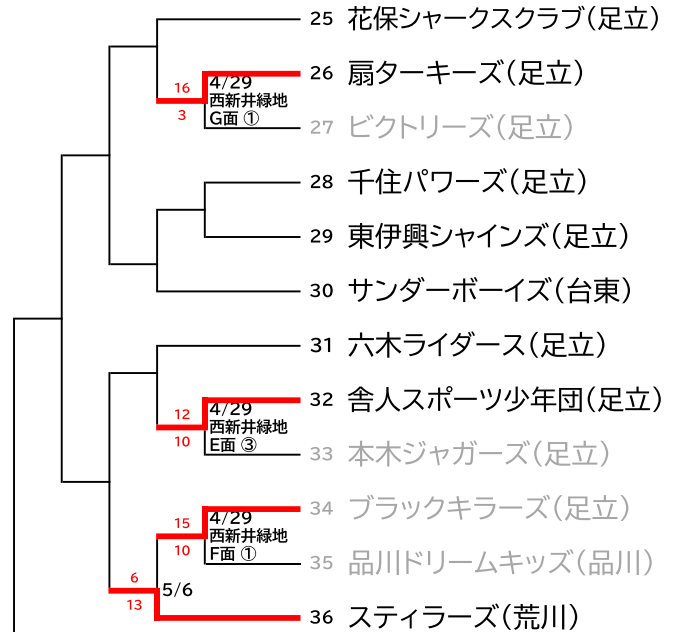 25 花保シャークスクラブ(足立)
26 扇ターキーズ(足立)
16
4/29
西新井緑地
3
G面 ①
27 ビクトリーズ(足立)
28 千住パワーズ(足立)
29 東伊興シャインズ(足立)
30 サンダーボーイズ(台東)
31 六木ライダース(足立)
32 舎人スポーツ少年団(足立)
12
4/29
西新井緑地
10
E面 ③
33 本木ジャガーズ(足立)
34 ブラックキラーズ(足立)
15
4/29
西新井緑地
10
F面 ①
35 品川ドリームキッズ(品川)
6
5/6
13
36 スティラーズ(荒川)